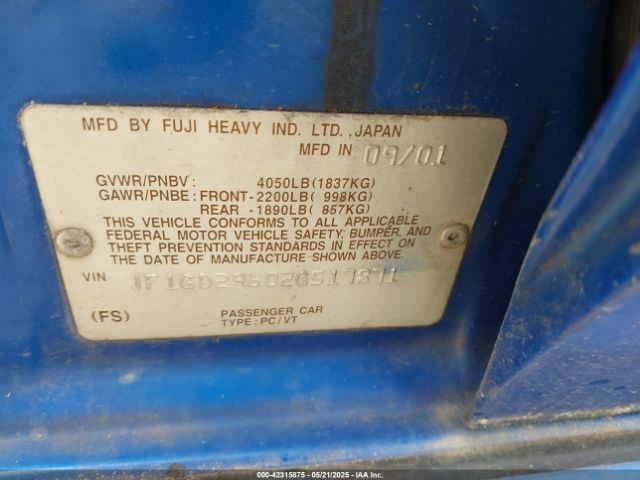 MFD BY FUJI HEAVY IND. LTD., JAPAN
MFD IN 09/01
GVWR/PNBV: 4050LB(1837KG)
GAWR/PNBE: FRONT-2200LB( 998KG)
REAR -1890LB( 857KG)
THIS VEHICLE CONFORMS TO ALL APPLICABLE
FEDERAL MOTOR VEHICLE SAFETY, BUMPER, AND
THEFT PREVENTION STANDARDS IN EFFECT ON
THE DATE OF MANUFACTURE SHOWN ABOVE.
VIN JF1GD29602G517871
(FS) PASSENGER CAR
TYPE: PC/VT
000-42315875 - 05/21/2025 - IAAI Inc.